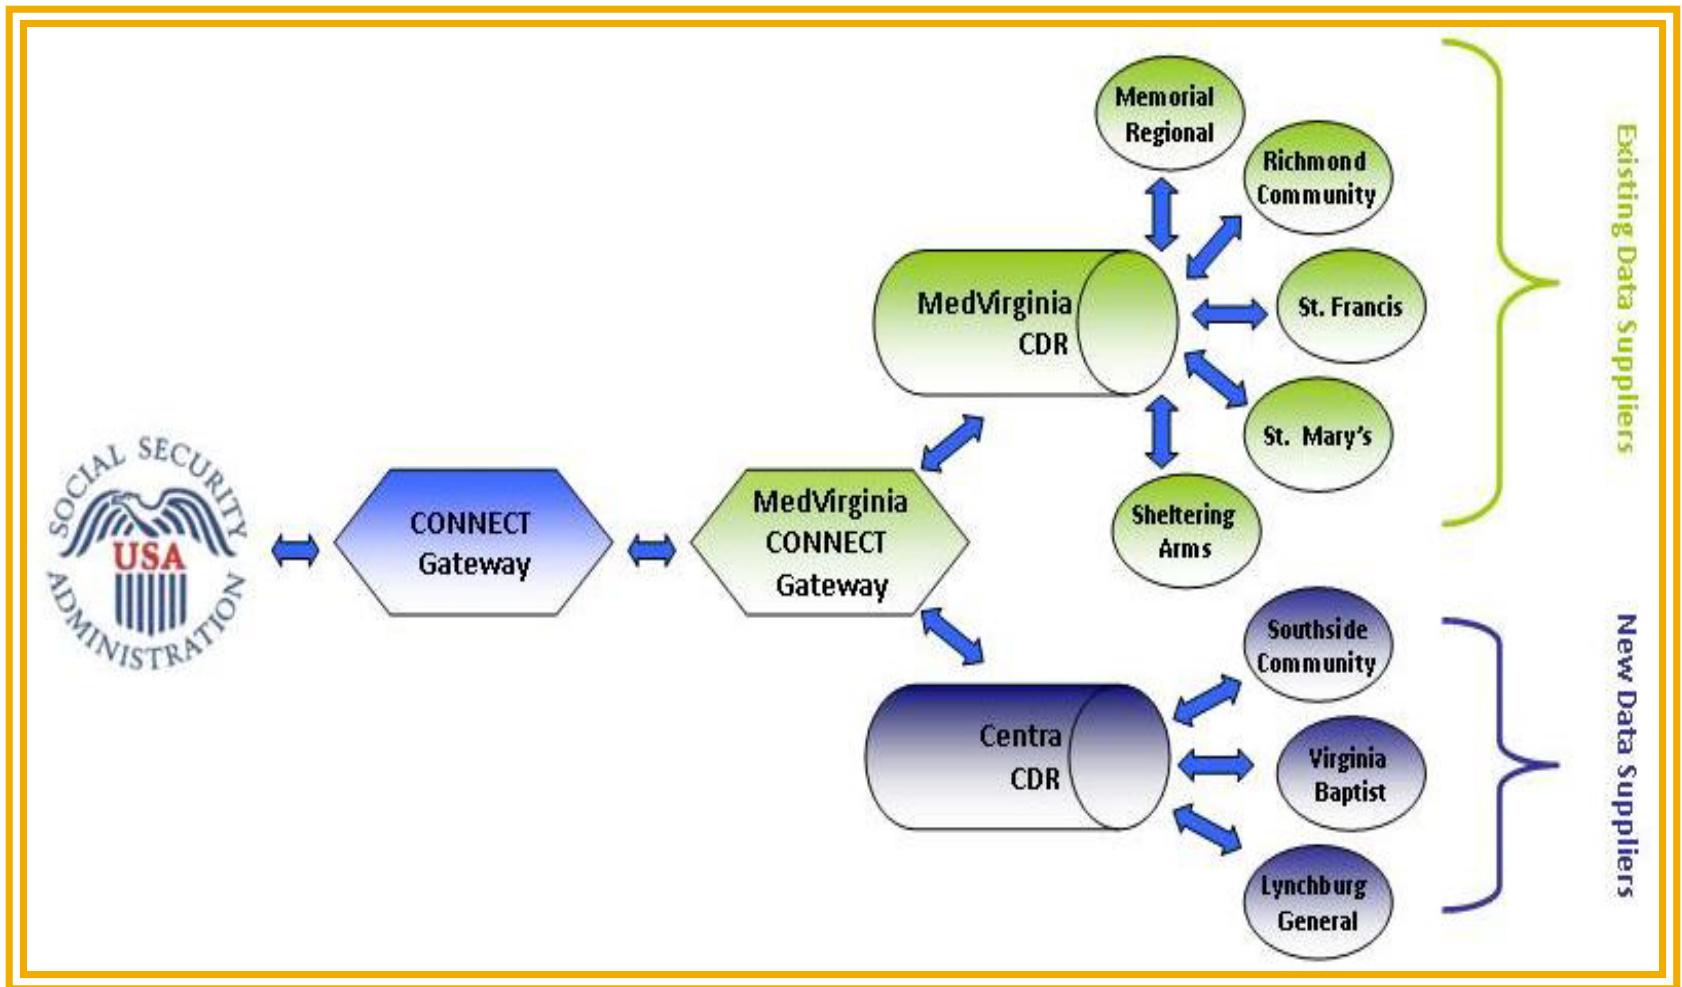 SOCIAL SECURITY
USA
ADMINISTRATION
CONNECT
Gateway
MedVirginia
CONNECT
Gateway
MedVirginia
CDR
Memorial
Regional
Richmond
Community
St. Francis
St. Mary's
Sheltering
Arms
Existing Data Suppliers
Centra
CDR
Southside
Community
Virginia
Baptist
Lynchburg
General
New Data Suppliers